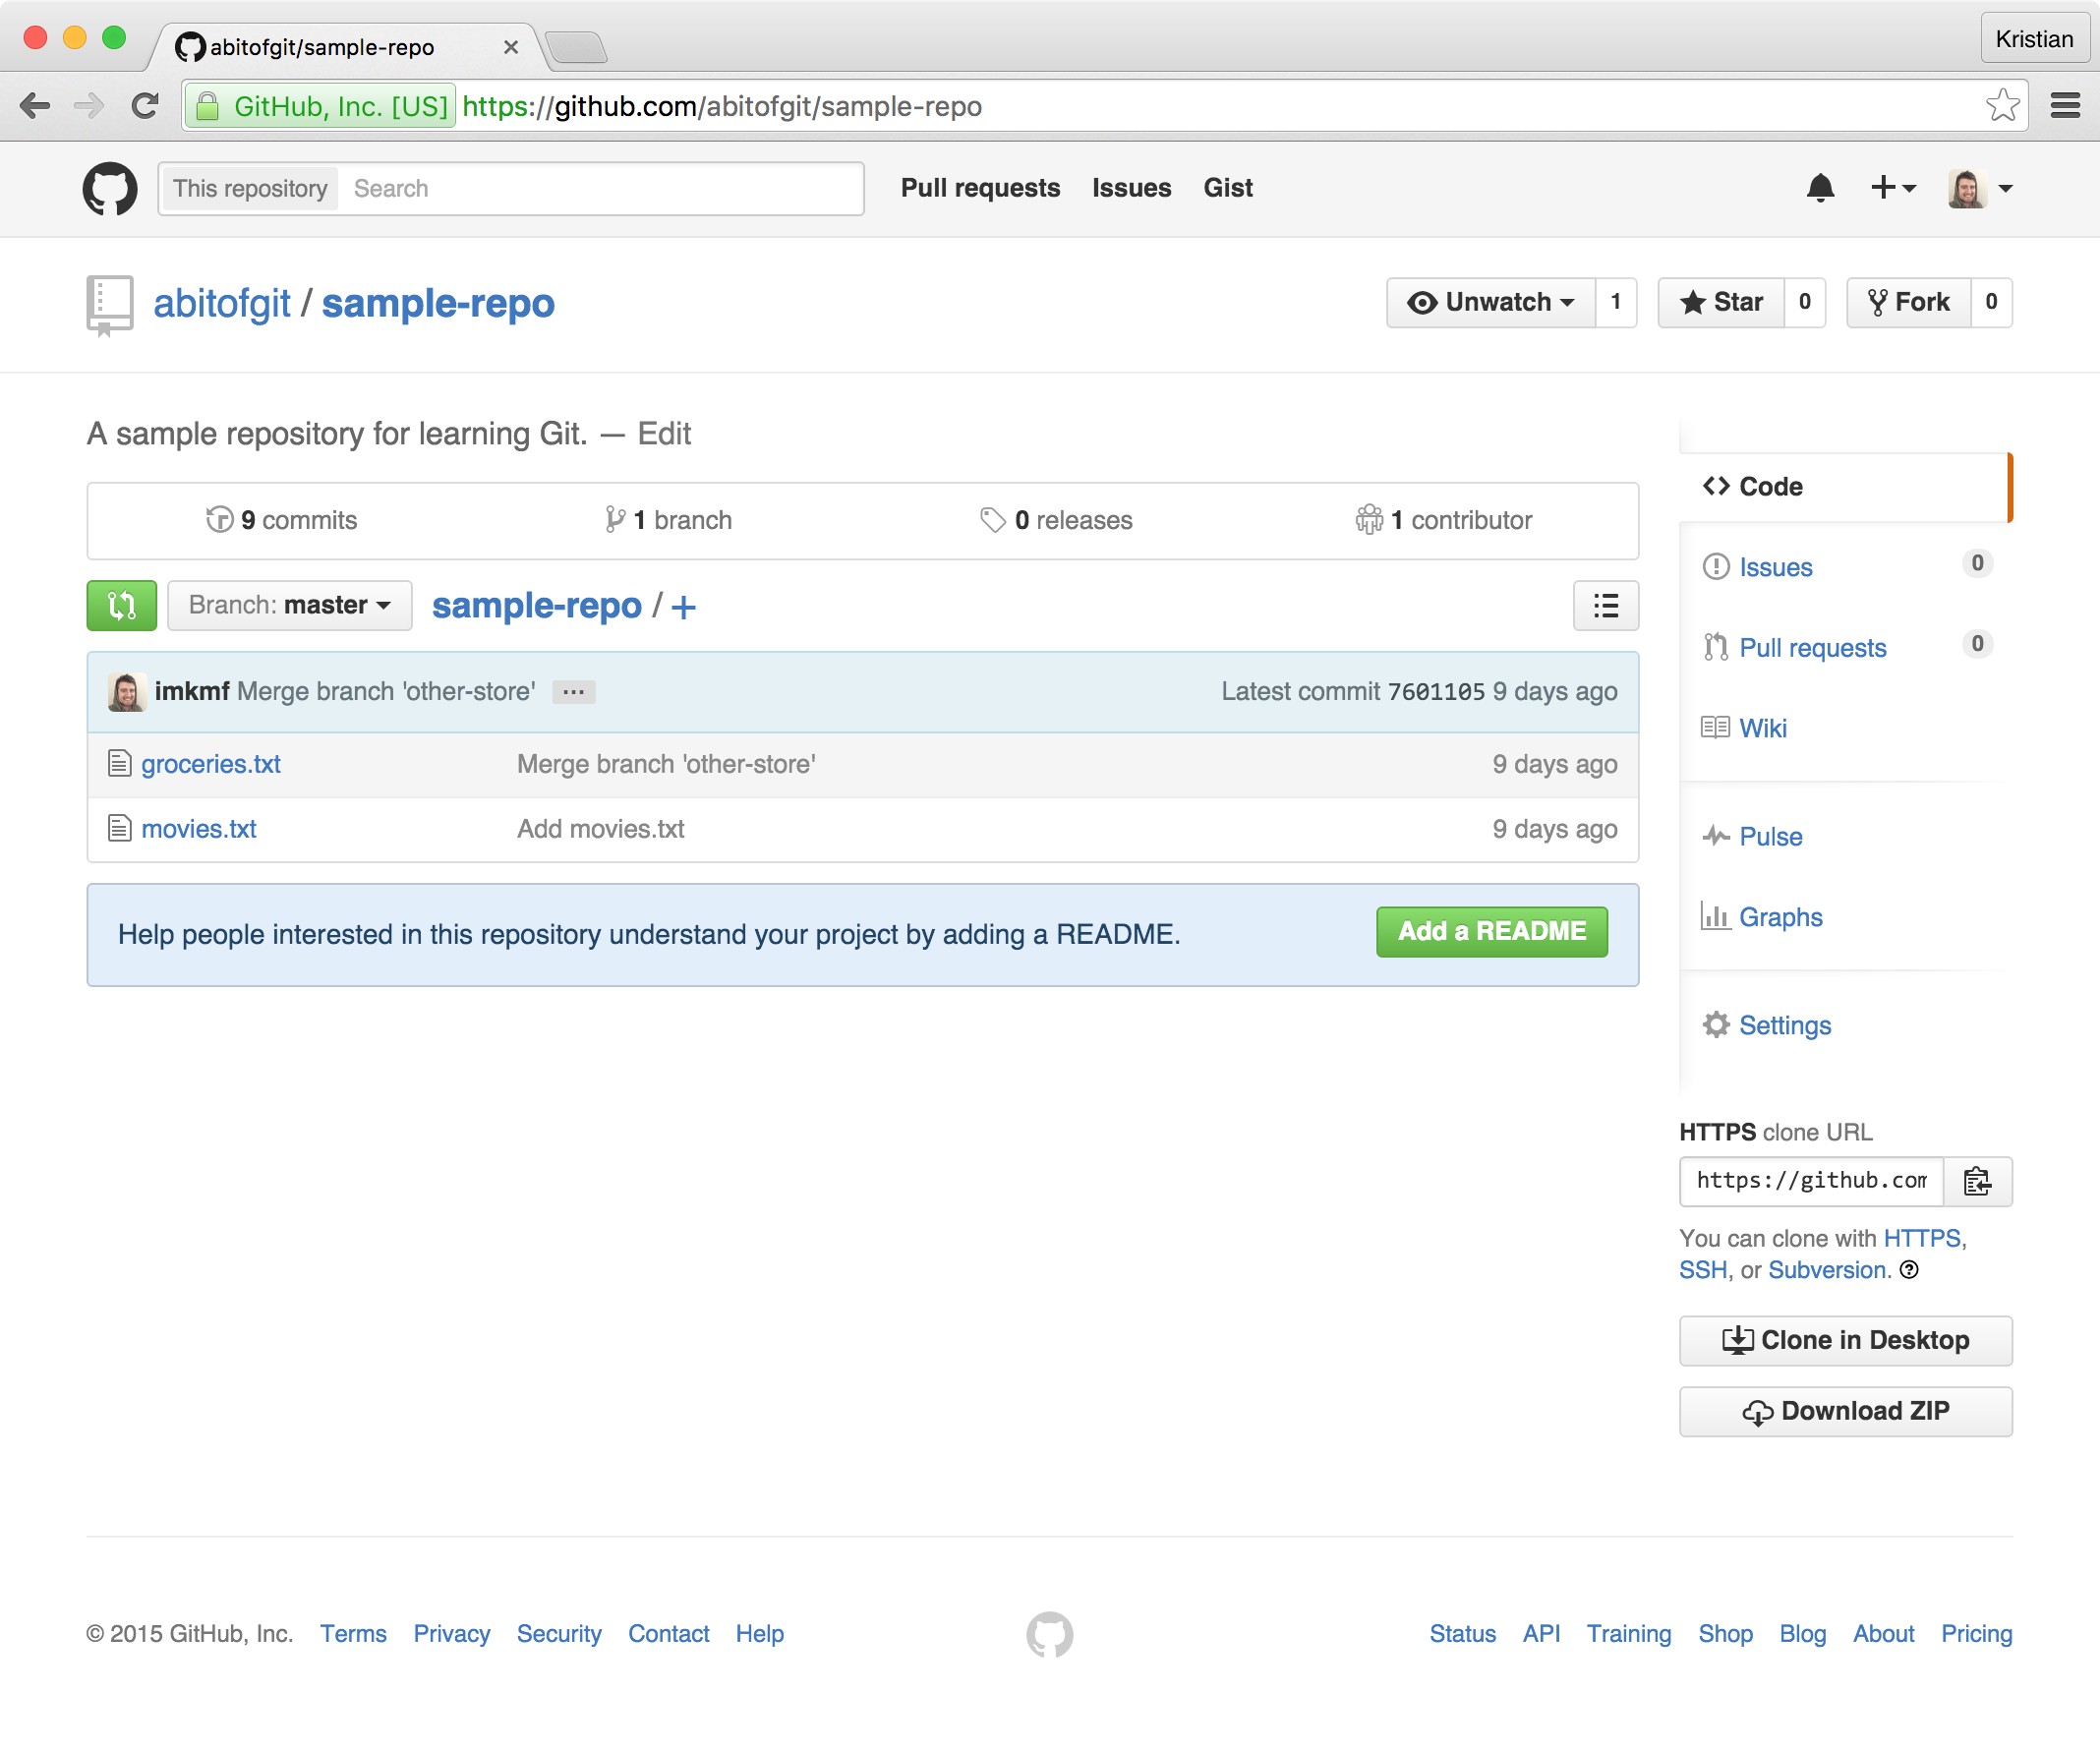 abitofgit/sample-repo
Kristian
GitHub, Inc. [US] https://github.com/abitofgit/sample-repo
This repository Search Pull requests Issues Gist
abitofgit / sample-repo Unwatch 1 Star 0 Fork 0
A sample repository for learning Git. — Edit
9 commits 1 branch 0 releases 1 contributor
Branch: master sample-repo / +
imkmf Merge branch 'other-store' ... Latest commit 7601105 9 days ago
groceries.txt Merge branch 'other-store' 9 days ago
movies.txt Add movies.txt 9 days ago
Help people interested in this repository understand your project by adding a README. Add a README
Code
Issues 0
Pull requests 0
Wiki
Pulse
Graphs
Settings
HTTPS clone URL
https://github.com
You can clone with HTTPS,
SSH, or Subversion.
Clone in Desktop
Download ZIP
© 2015 GitHub, Inc. Terms Privacy Security Contact Help Status API Training Shop Blog About Pricing